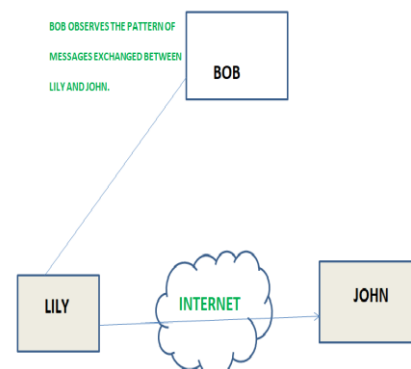 BOB OBSERVES THE PATTERN OF
MESSAGES EXCHANGED BETWEEN
LILY AND JOHN.
BOB
LILY
INTERNET
JOHN